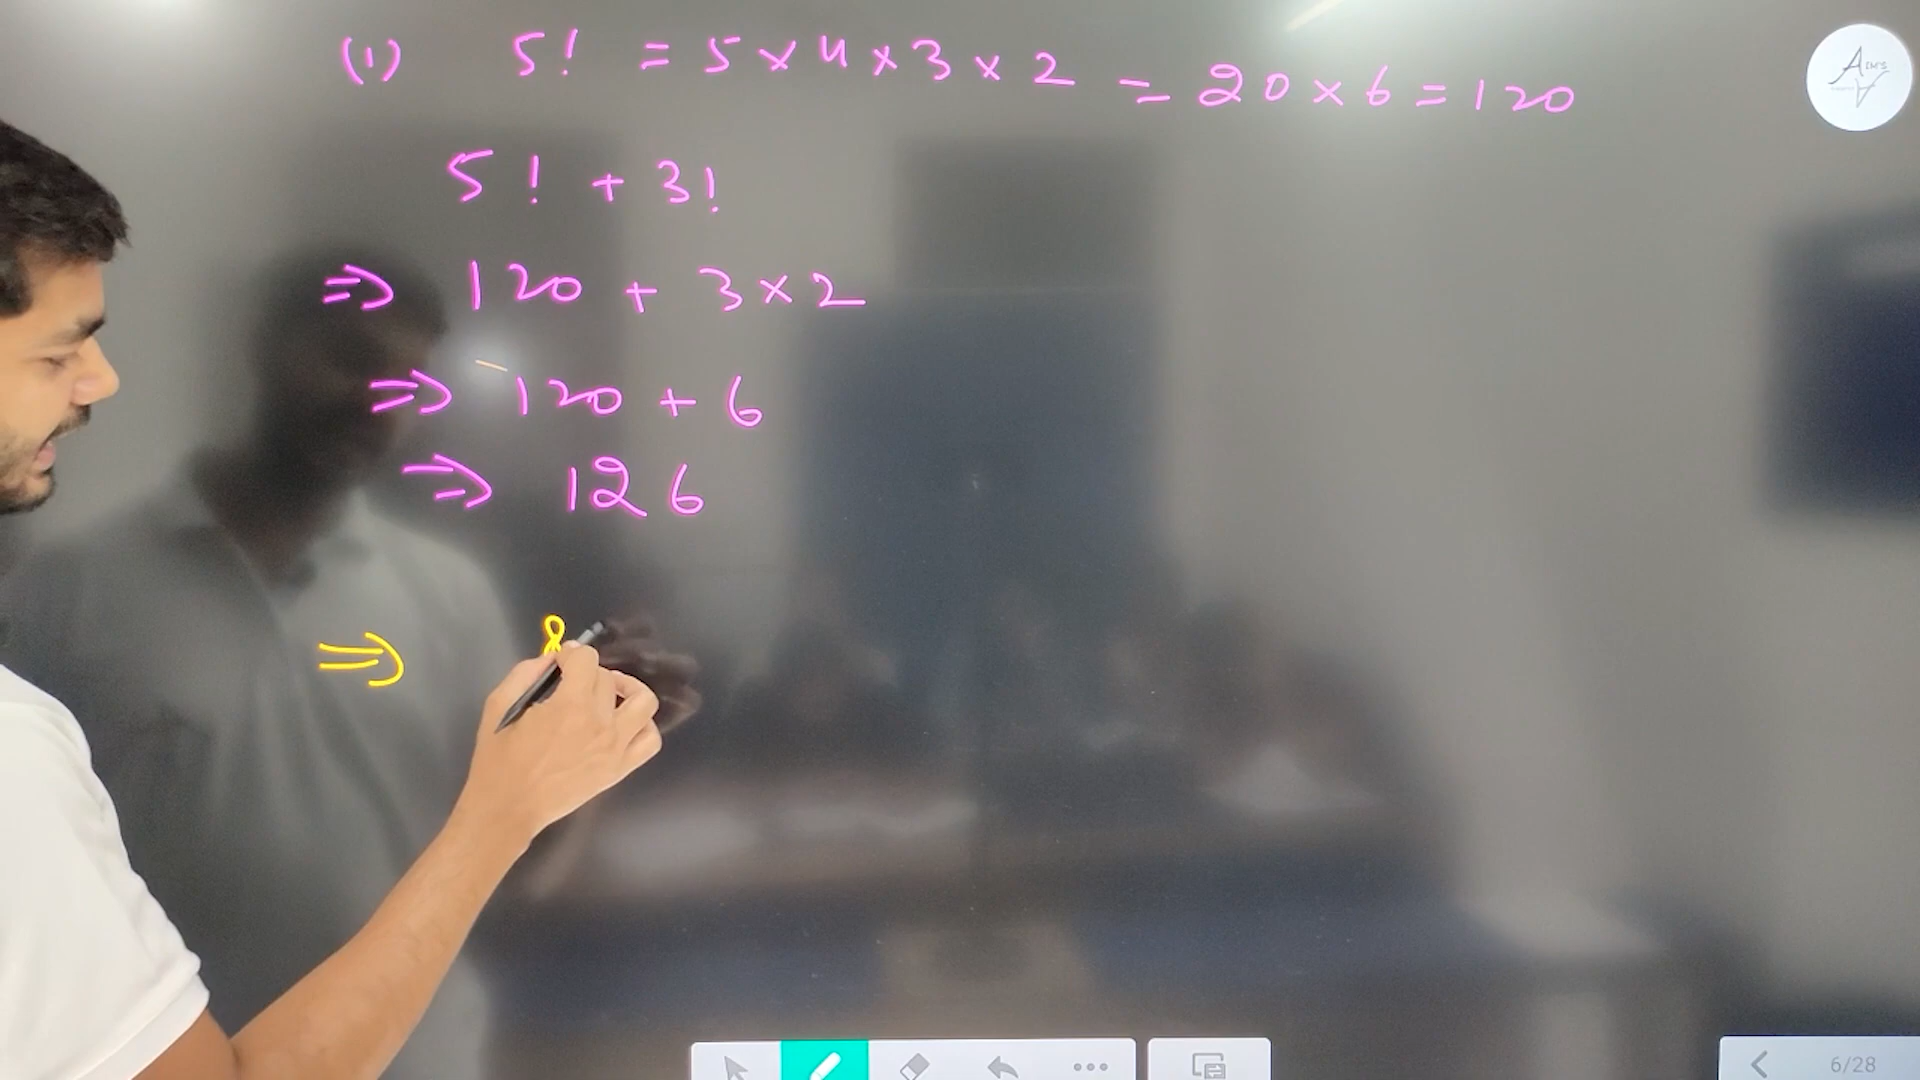 (1) 5! = 5 × 4 × 3 × 2 = 20 × 6 = 120
5! + 3!
⇒ 120 + 3 × 2
⇒ 120 + 6
⇒ 126
⇒ 8
AIM'S
6/28